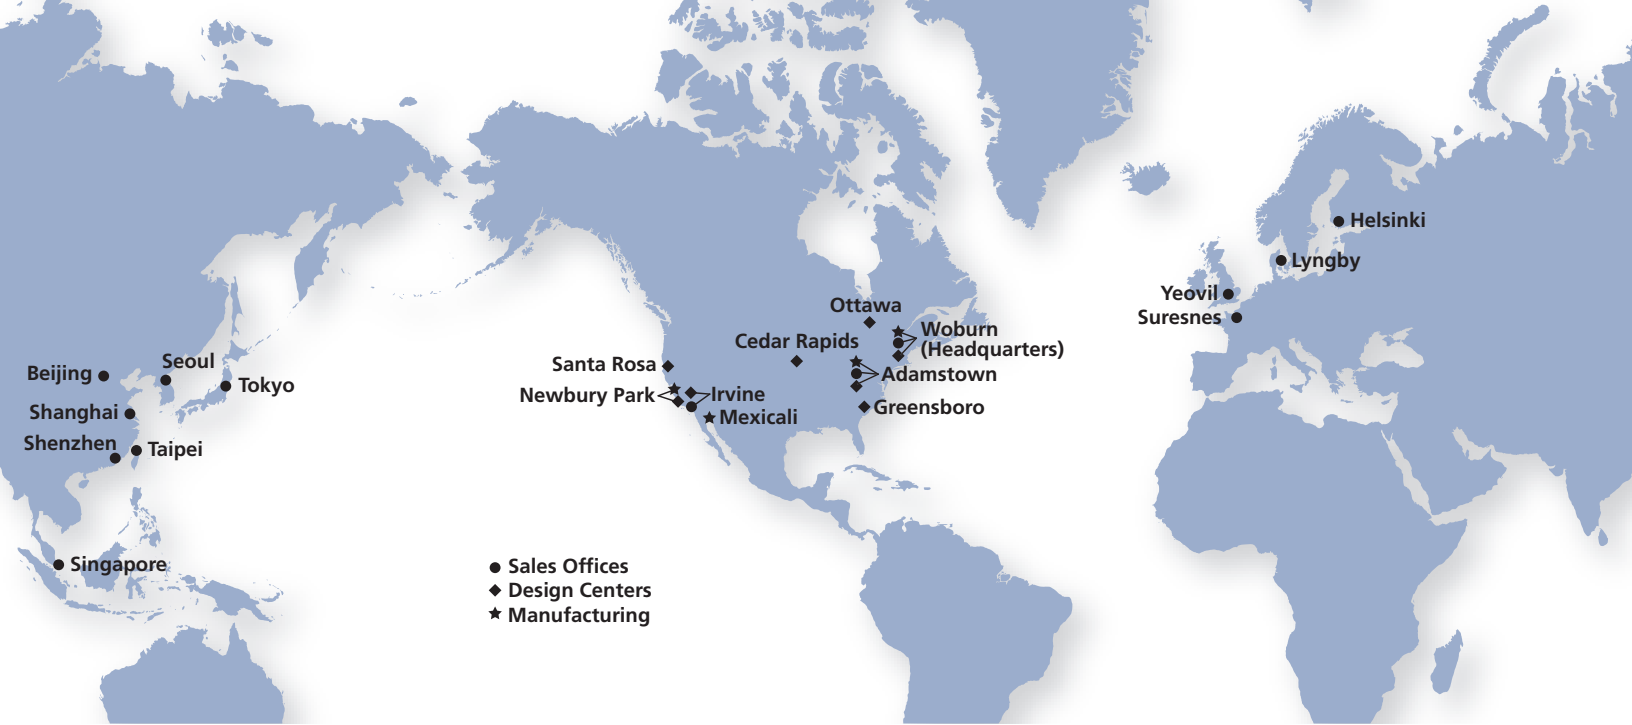 Helsinki
Lyngby
Yeovil
Suresnes
Ottawa
Woburn
(Headquarters)
Cedar Rapids
Adamstown
Greensboro
Santa Rosa
Newbury Park
Irvine
Mexicali
Seoul
Beijing
Tokyo
Shanghai
Shenzhen
Taipei
Singapore
Sales Offices
Design Centers
Manufacturing